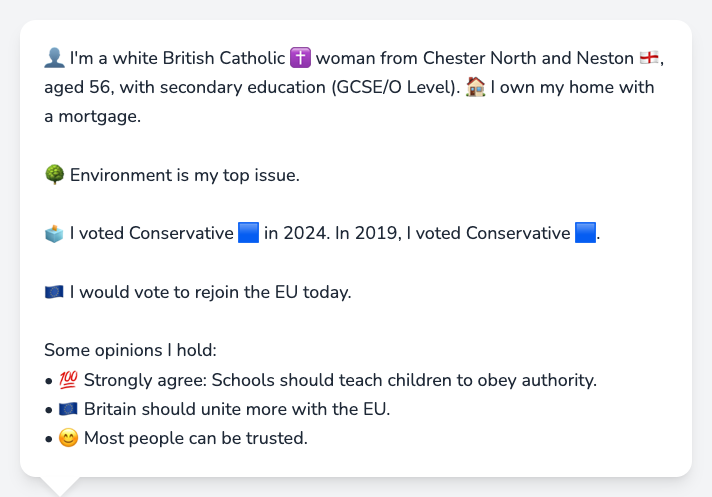 👤 I'm a white British Catholic ✝️ woman from Chester North and Neston 🏴󠁧󠁢󠁥󠁮󠁧󠁿,
aged 56, with secondary education (GCSE/O Level). 🏠 I own my home with
a mortgage.
🌳 Environment is my top issue.
🗳️ I voted Conservative 🟦 in 2024. In 2019, I voted Conservative 🟦.
🇪🇺 I would vote to rejoin the EU today.
Some opinions I hold:
• 💯 Strongly agree: Schools should teach children to obey authority.
• 🇪🇺 Britain should unite more with the EU.
• 😊 Most people can be trusted.